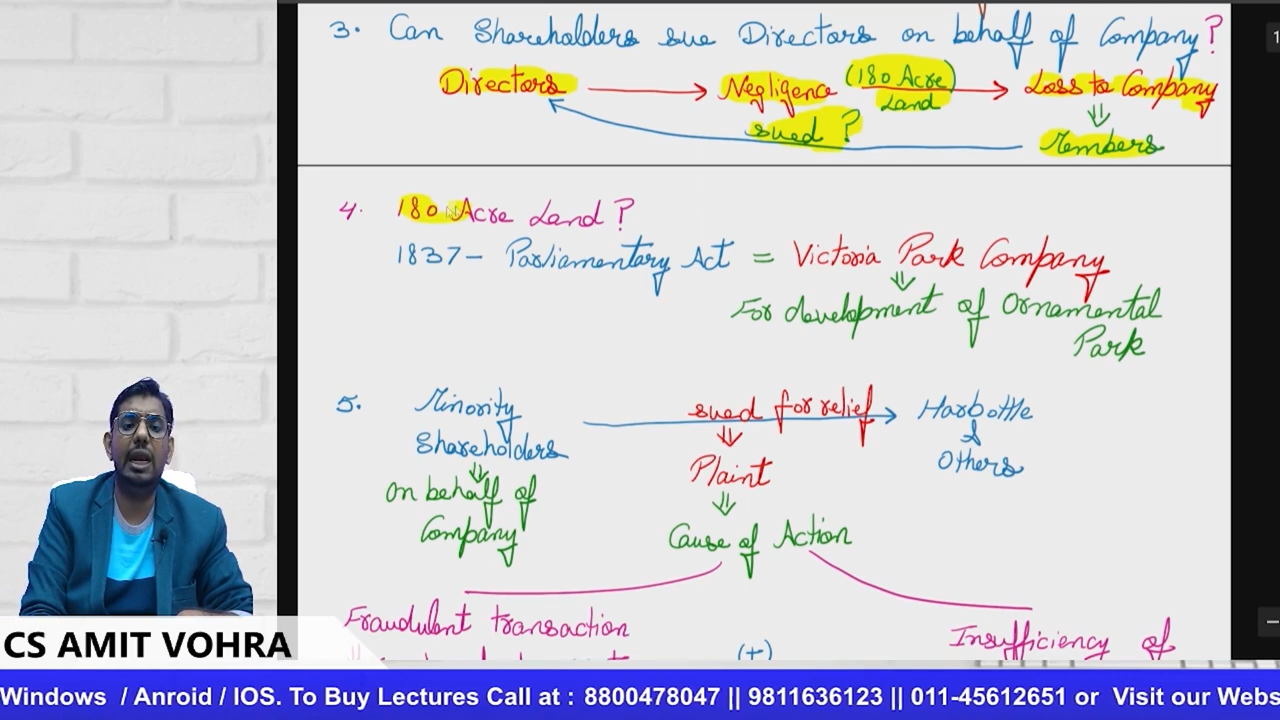 3. Can Shareholders sue Directors on behalf of Company?
Directors → Negligence (180 Acre) → Loss to Company
Land
sued ? ⇓
Members
4. 180 Acre Land ?
1837 - Parliamentary Act = Victoria Park Company
⇓
For development of Ornamental
Park
5. Minority sued for relief → Harbottle
Shareholders ⇓ &
⇓ Plaint Others
On behalf of ⇓
Company Cause of Action
Fraudulent transaction (+) Insufficiency of
CS AMIT VOHRA
Windows / Anroid / IOS. To Buy Lectures Call at : 8800478047 || 9811636123 || 011-45612651 or Visit our Webs
1